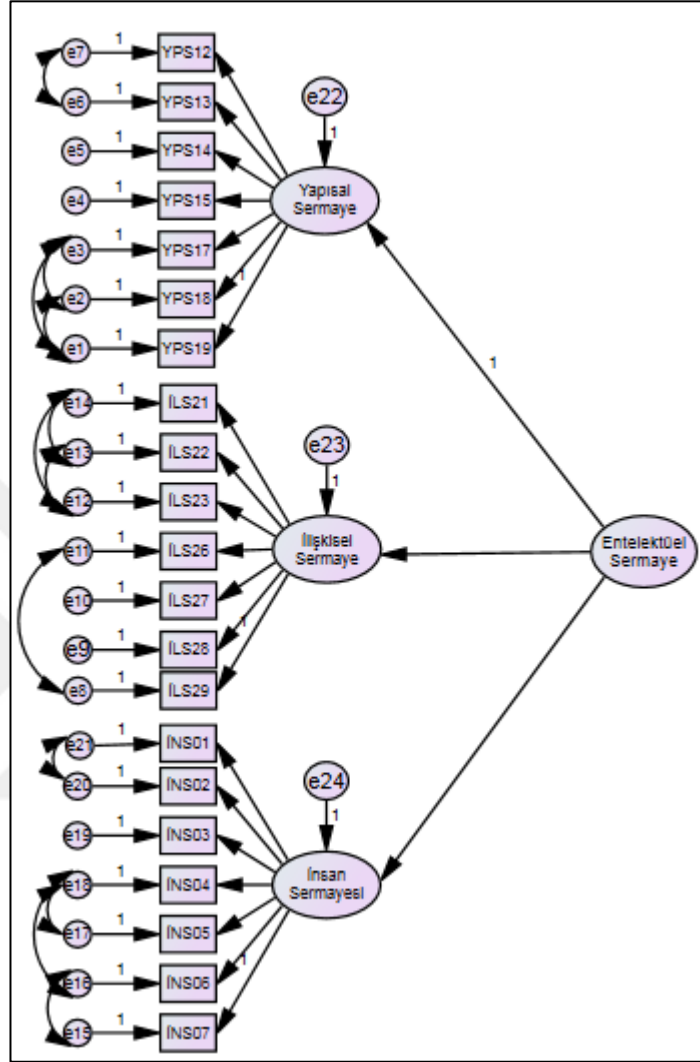 e7 1 YPS12
e6 1 YPS13
e5 1 YPS14
e4 1 YPS15
e3 1 YPS17
e2 1 YPS18
e1 1 YPS19
e22
1
Yapısal
Sermaye
1
1
e14 1 İLS21
e13 1 İLS22
e12 1 İLS23
e11 1 İLS26
e10 1 İLS27
e9 1 İLS28
e8 1 İLS29
e23
1
İlişkisel
Sermaye
1
Entelektüel
Sermaye
e21 1 İNS01
e20 1 İNS02
e19 1 İNS03
e18 1 İNS04
e17 1 İNS05
e16 1 İNS06
e15 1 İNS07
e24
1
İnsan
Sermayesi
1